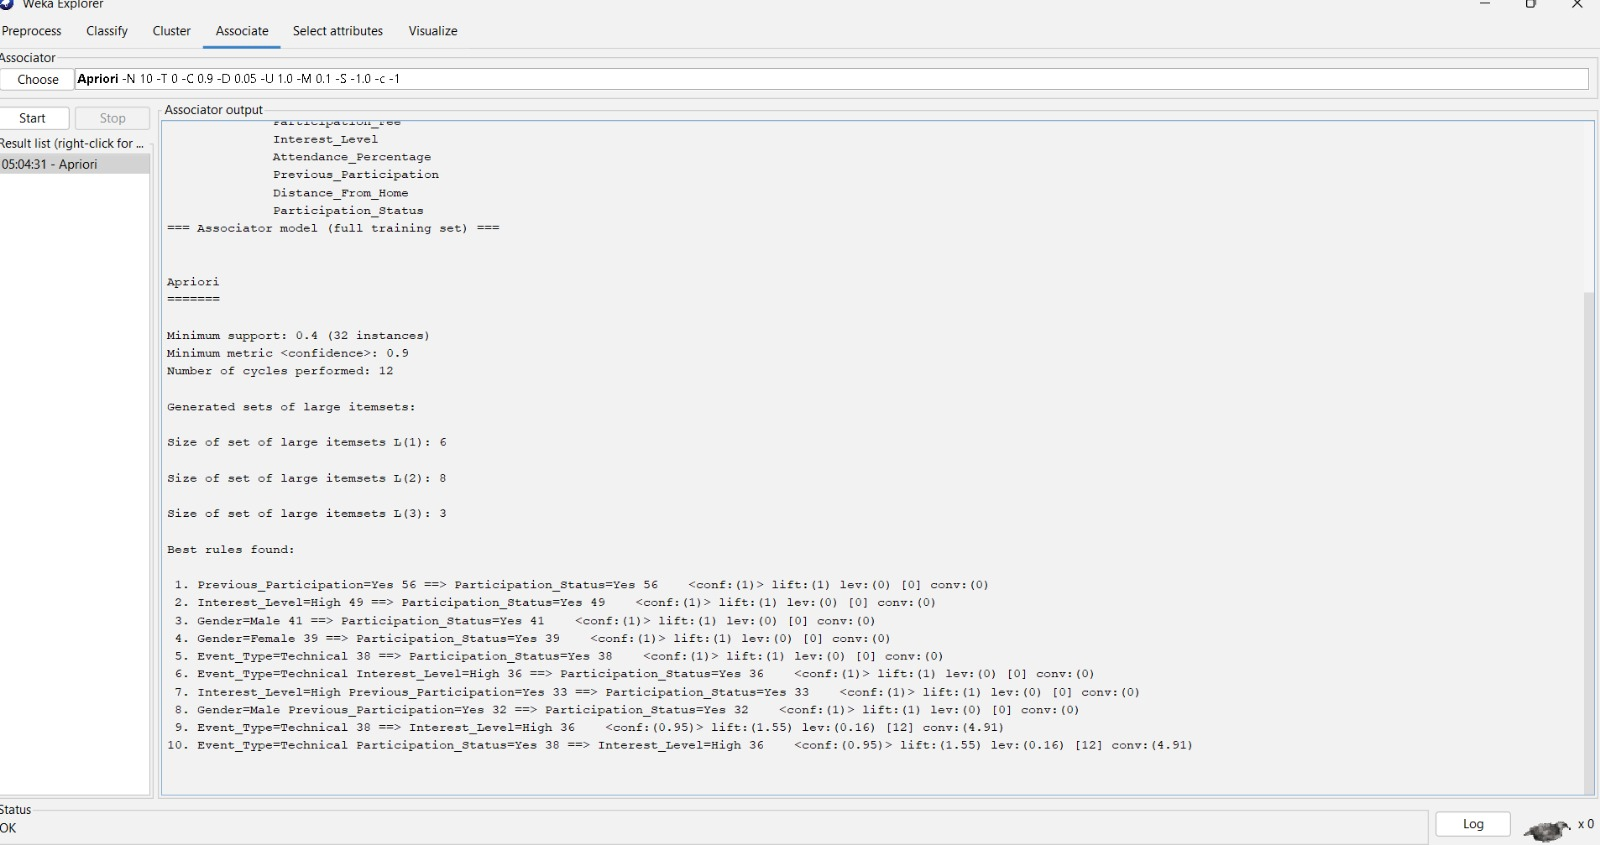 Weka Explorer
Preprocess Classify Cluster Associate Select attributes Visualize
Associator
Choose Apriori -N 10 -T 0 -C 0.9 -D 0.05 -U 1.0 -M 0.1 -S -1.0 -c -1
Start Stop
Result list (right-click for ...
05:04:31 - Apriori
Associator output
Participation_Fee
Interest_Level
Attendance_Percentage
Previous_Participation
Distance_From_Home
Participation_Status
=== Associator model (full training set) ===
Apriori
=======
Minimum support: 0.4 (32 instances)
Minimum metric <confidence>: 0.9
Number of cycles performed: 12
Generated sets of large itemsets:
Size of set of large itemsets L(1): 6
Size of set of large itemsets L(2): 8
Size of set of large itemsets L(3): 3
Best rules found:
1. Previous_Participation=Yes 56 ==> Participation_Status=Yes 56    <conf:(1)> lift:(1) lev:(0) [0] conv:(0)
2. Interest_Level=High 49 ==> Participation_Status=Yes 49    <conf:(1)> lift:(1) lev:(0) [0] conv:(0)
3. Gender=Male 41 ==> Participation_Status=Yes 41    <conf:(1)> lift:(1) lev:(0) [0] conv:(0)
4. Gender=Female 39 ==> Participation_Status=Yes 39    <conf:(1)> lift:(1) lev:(0) [0] conv:(0)
5. Event_Type=Technical 38 ==> Participation_Status=Yes 38    <conf:(1)> lift:(1) lev:(0) [0] conv:(0)
6. Event_Type=Technical Interest_Level=High 36 ==> Participation_Status=Yes 36    <conf:(1)> lift:(1) lev:(0) [0] conv:(0)
7. Interest_Level=High Previous_Participation=Yes 33 ==> Participation_Status=Yes 33    <conf:(1)> lift:(1) lev:(0) [0] conv:(0)
8. Gender=Male Previous_Participation=Yes 32 ==> Participation_Status=Yes 32    <conf:(1)> lift:(1) lev:(0) [0] conv:(0)
9. Event_Type=Technical 38 ==> Interest_Level=High 36    <conf:(0.95)> lift:(1.55) lev:(0.16) [12] conv:(4.91)
10. Event_Type=Technical Participation_Status=Yes 38 ==> Interest_Level=High 36    <conf:(0.95)> lift:(1.55) lev:(0.16) [12] conv:(4.91)
Status
OK
Log
x 0